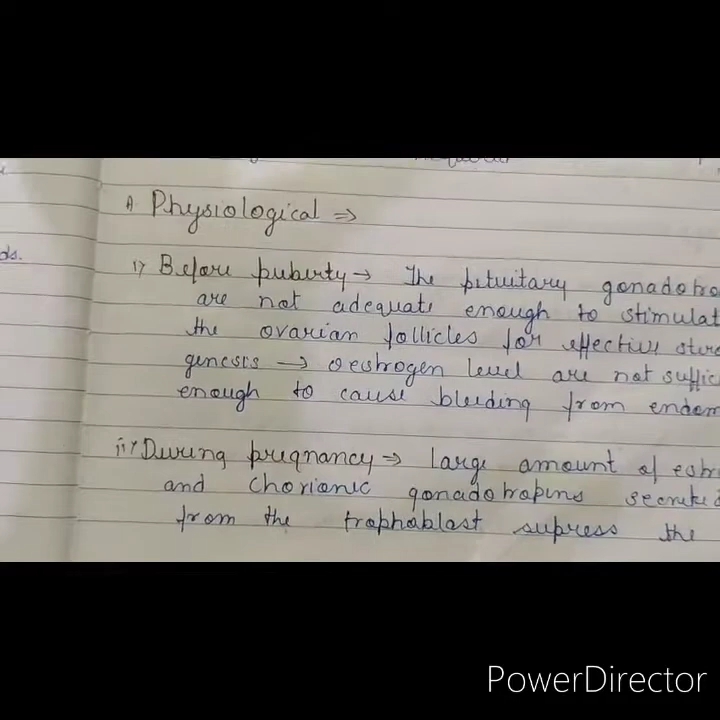 ds.
A Physiological ⇒
i) Before puberty → The pituitary gonadotro
are not adequate enough to stimulat
the ovarian follicles for effective stero
genesis → oestrogen level are not suffic
enough to cause bleeding from endom
ii) During pregnancy ⇒ large amount of estr
and chorionic gonadotropins secreted
from the trophoblast supress the
PowerDirector